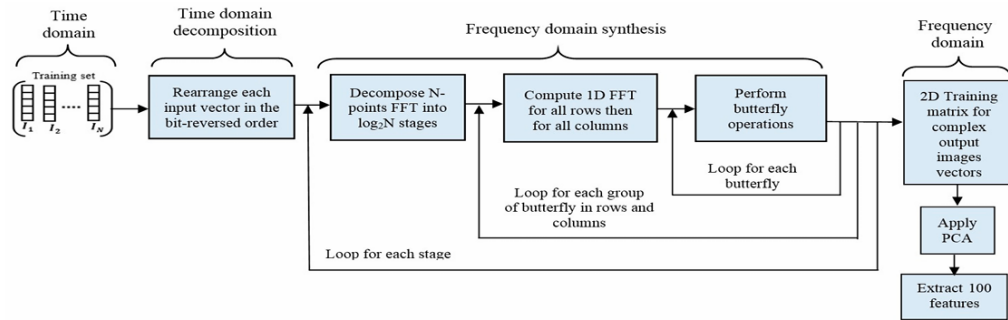 Time
domain
Training set
I1 I2 .... IN
Time domain
decomposition
Rearrange each
input vector in the
bit-reversed order
Frequency domain synthesis
Decompose N-
points FFT into
log2N stages
Compute 1D FFT
for all rows then
for all columns
Perform
butterfly
operations
Loop for each
butterfly
Loop for each group
of butterfly in rows and
columns
Loop for each stage
Frequency
domain
2D Training
matrix for
complex
output
images
vectors
Apply
PCA
Extract 100
features